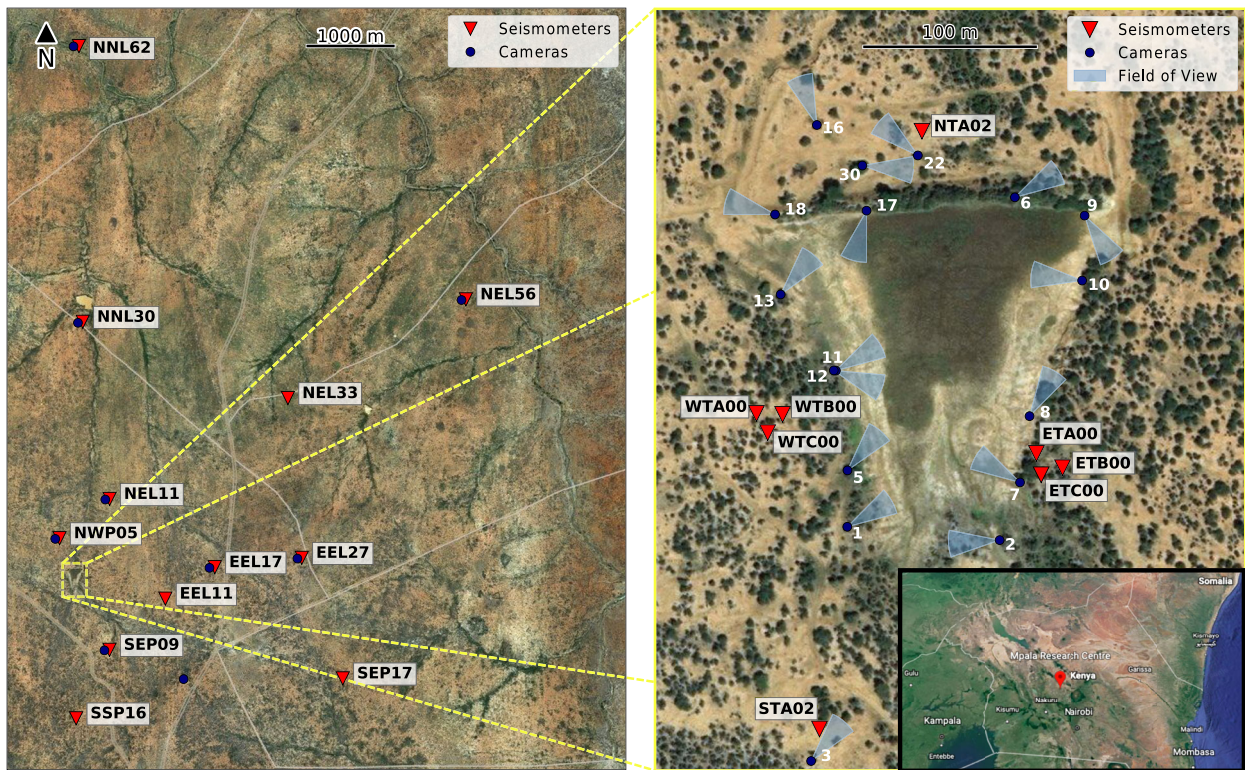 N
1000 m
Seismometers
Cameras
NNL62
NNL30
NEL56
NEL33
NEL11
NWP05
EEL17
EEL27
EEL11
SEP09
SEP17
SSP16
100 m
Seismometers
Cameras
Field of View
16
NTA02
22
30
6
18
17
9
13
10
11
12
WTA00
WTB00
WTC00
8
ETA00
ETB00
ETC00
5
7
1
2
STA02
3
Somalia
Kismayo
Mpala Research Centre
Garissa
Gulu
Kenya
Nakuru
Kisumu
Nairobi
Kampala
Malindi
Entebbe
Mombasa